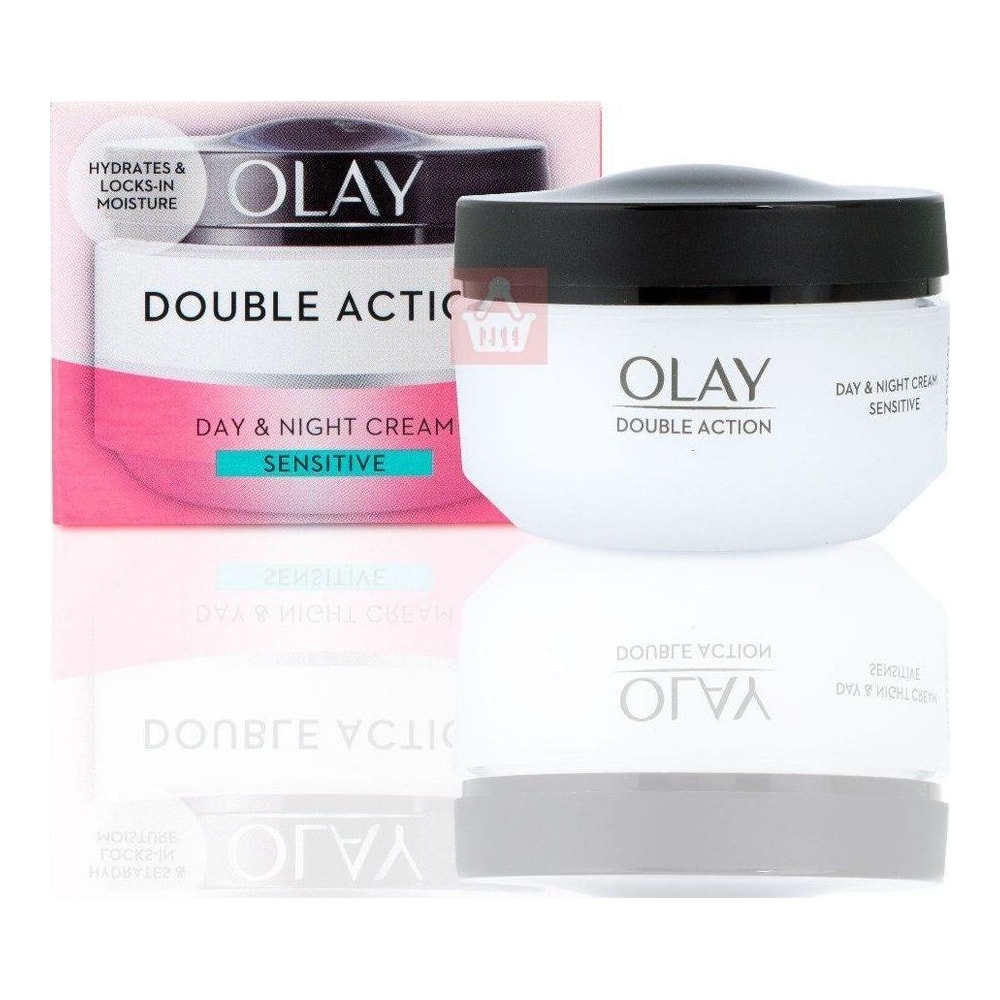 HYDRATES &
LOCKS-IN
MOISTURE
OLAY
DOUBLE ACTIO
DAY & NIGHT CREAM
SENSITIVE
OLAY
DOUBLE ACTION
DAY & NIGHT CREAM
SENSITIVE